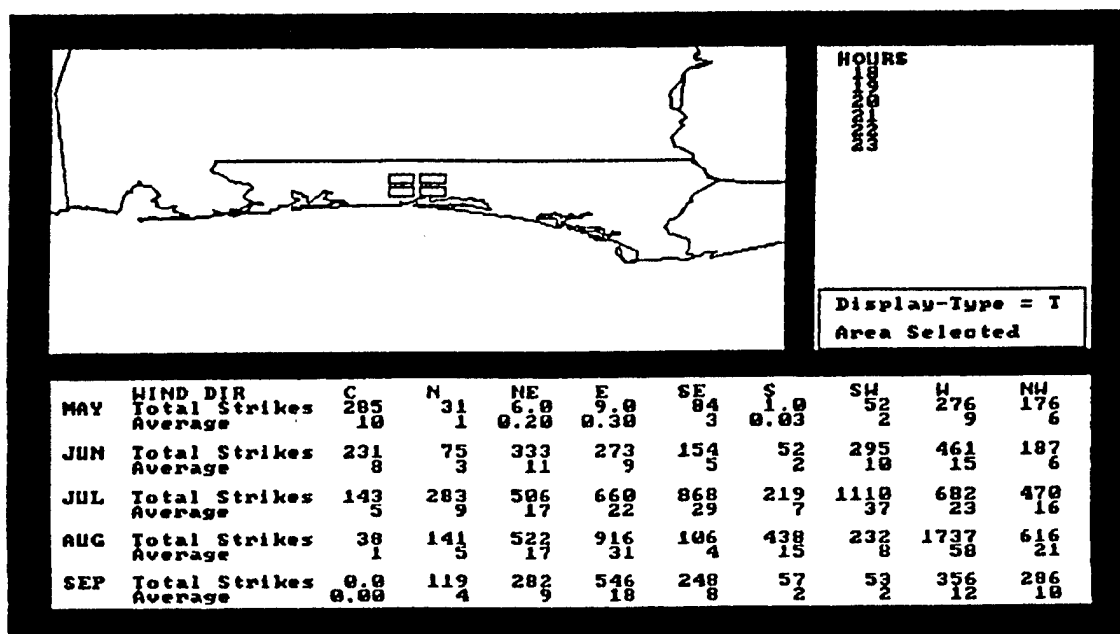 HOURS
18
19
20
21
22
23
Display-Type = T
Area Selected
WIND DIR C N NE E SE S SW W NW
MAY Total Strikes 285 31 6.0 9.0 84 1.0 52 276 176
Average 10 1 0.20 0.30 3 0.03 2 9 6
JUN Total Strikes 231 75 333 273 154 52 295 461 187
Average 8 3 11 9 5 2 10 15 6
JUL Total Strikes 143 283 506 660 868 219 1110 682 470
Average 5 9 17 22 29 7 37 23 16
AUG Total Strikes 38 141 522 916 106 438 232 1737 616
Average 1 5 17 31 4 15 8 58 21
SEP Total Strikes 0.0 119 282 546 248 57 53 356 286
Average 0.00 4 9 18 8 2 2 12 10